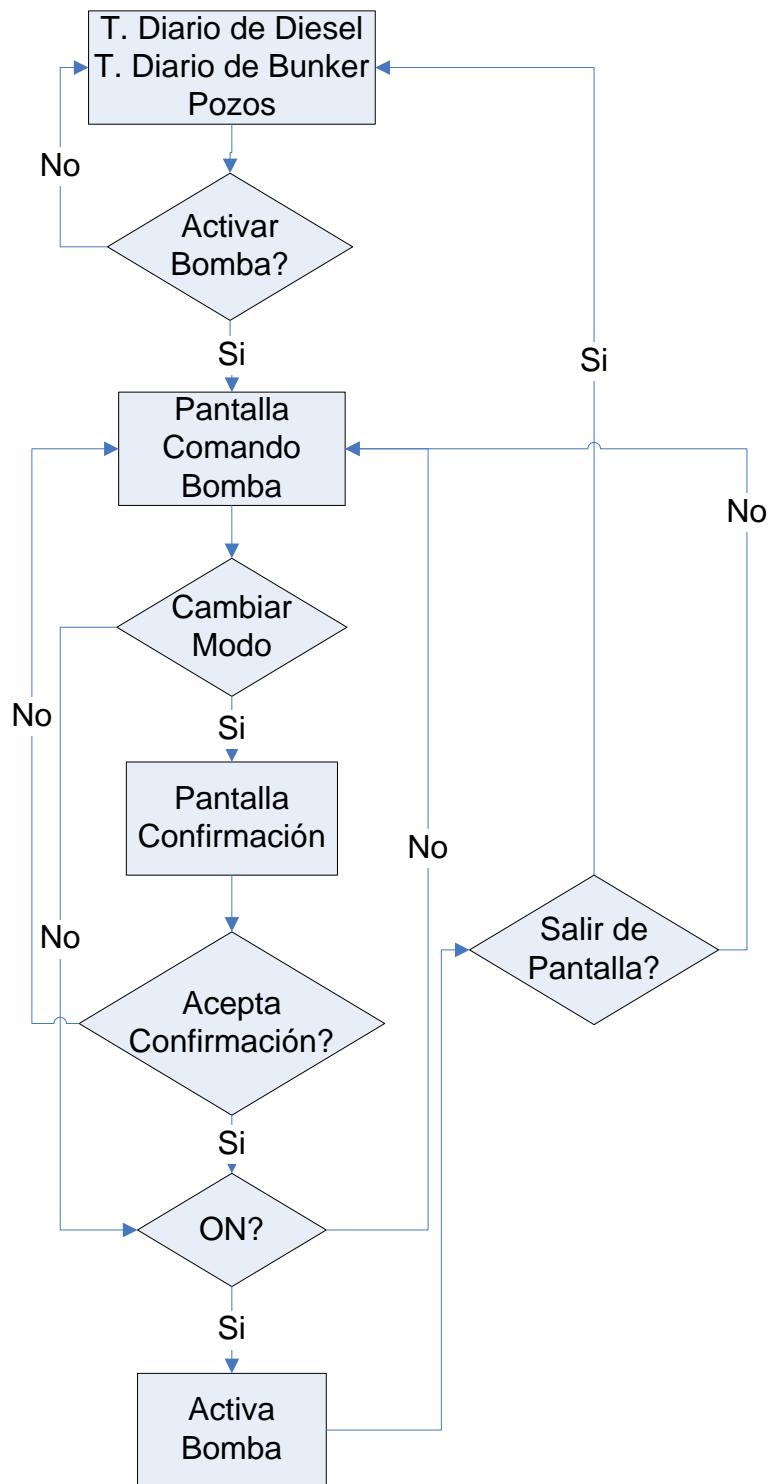 T. Diario de Diesel
T. Diario de Bunker
Pozos
No
Activar
Bomba?
Si
Si
Pantalla
Comando
Bomba
No
Cambiar
Modo
No
Si
Pantalla
Confirmación
No
No
Salir de
Pantalla?
Acepta
Confirmación?
Si
ON?
Si
Activa
Bomba